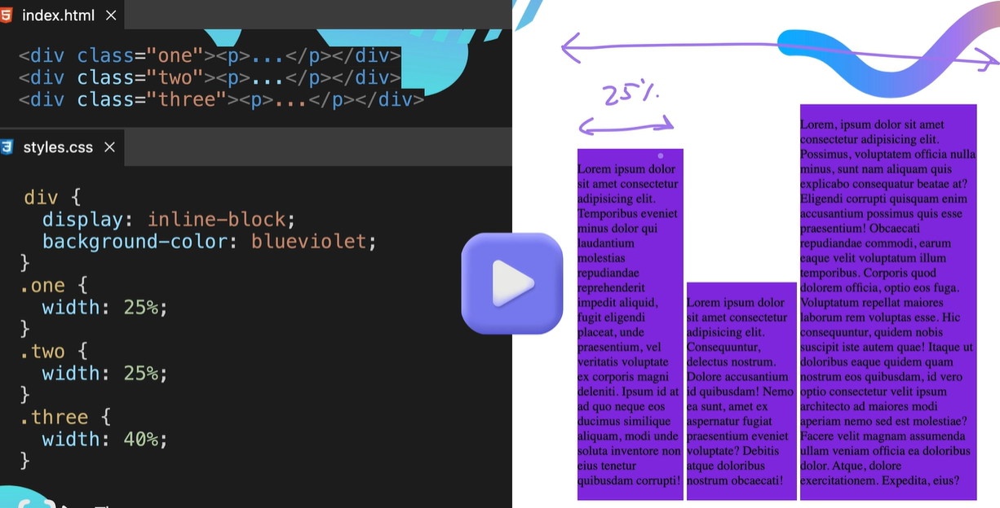 index.html ×
<div class="one"><p>...</p></div>
<div class="two"><p>...</p></div>
<div class="three"><p>...</p></div>
styles.css ×
div {
display: inline-block;
background-color: blueviolet;
}
.one {
width: 25%;
}
.two {
width: 25%;
}
.three {
width: 40%;
}
25%
Lorem ipsum dolor
sit amet consectetur
adipisicing elit.
Temporibus eveniet
minus dolor qui
laudantium
molestias
repudiandae
reprehenderit
impedit aliquid,
fugit eligendi
placeat, unde
praesentium, vel
veritatis voluptate
ex corporis magni
deleniti. Ipsum id at
ad quo neque eos
ducimus similique
aliquam, modi unde
soluta inventore non
eius tenetur
quibusdam corrupti!
Lorem ipsum dolor
sit amet consectetur
adipisicing elit.
Consequuntur,
delectus nostrum.
Dolore accusantium
id quibusdam! Nemo
ea sunt, amet ex
aspernatur fugiat
praesentium eveniet
voluptate? Debitis
atque doloribus
nostrum obcaecati!
Lorem, ipsum dolor sit amet
consectetur adipisicing elit.
Possimus, voluptatem officia nulla
minus, sunt nam aliquam quis
explicabo consequatur beatae at?
Eligendi corrupti quisquam enim
accusantium possimus quis esse
praesentium! Obcaecati
repudiandae commodi, earum
eaque velit voluptatum illum
temporibus. Corporis quod
dolorem officia, optio eos fuga.
Voluptatum repellat maiores
laborum rem voluptas esse. Hic
consequuntur, quidem nobis
suscipit iste autem quae! Itaque ut
doloribus eaque quidem quam
nostrum eos quibusdam, id vero
optio consectetur velit ipsum
architecto ad maiores modi
aperiam nemo sed est molestiae?
Facere velit magnam assumenda
ullam veniam officia ea doloribus
dolor. Atque, dolore
exercitationem. Expedita, eius?